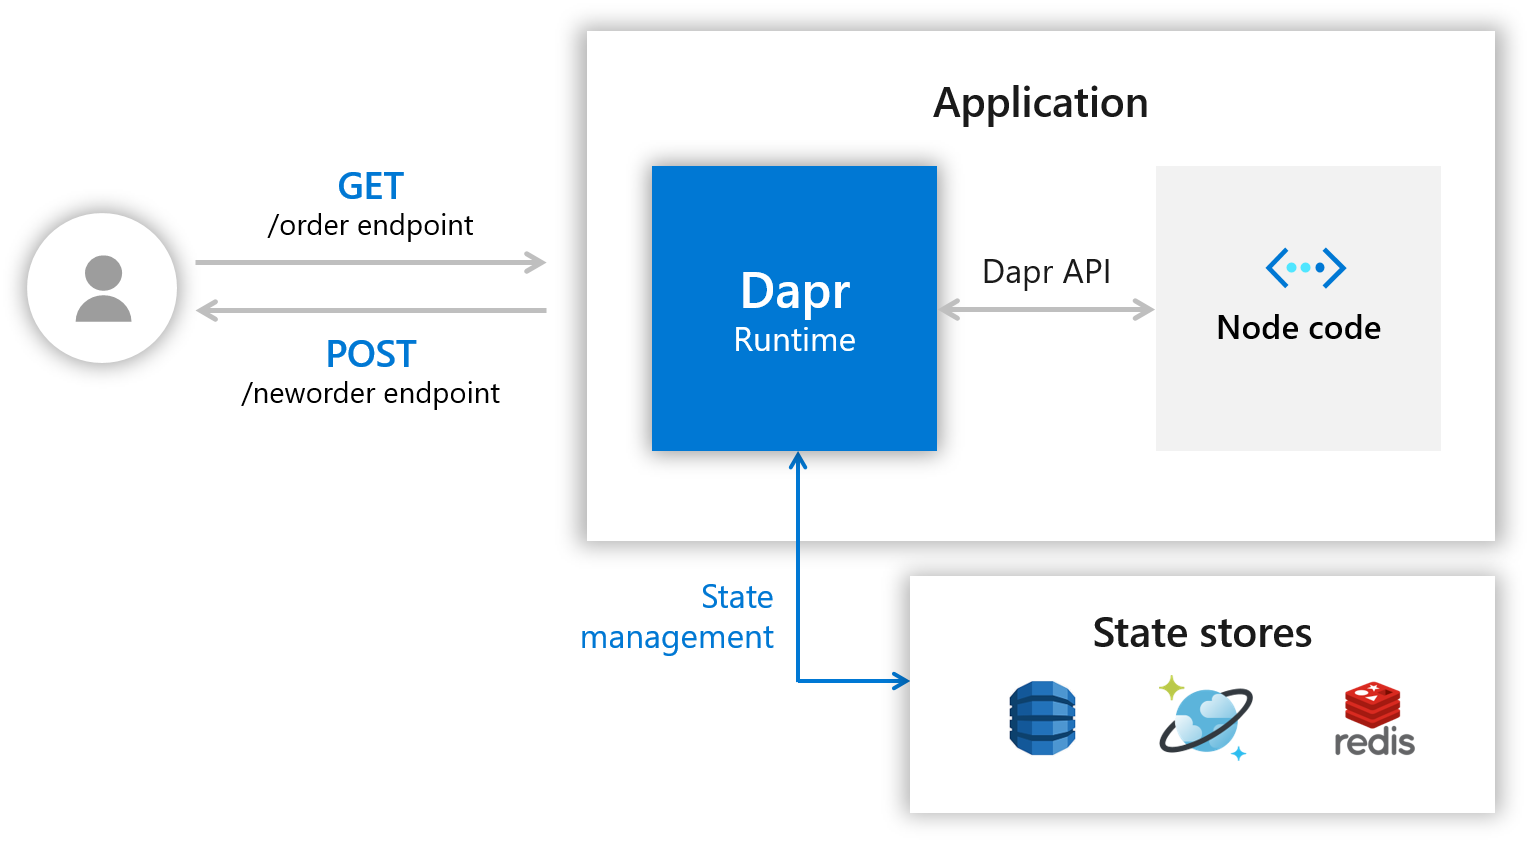 Application
GET
/order endpoint
POST
/neworder endpoint
Dapr
Runtime
Dapr API
Node code
State
management
State stores
redis